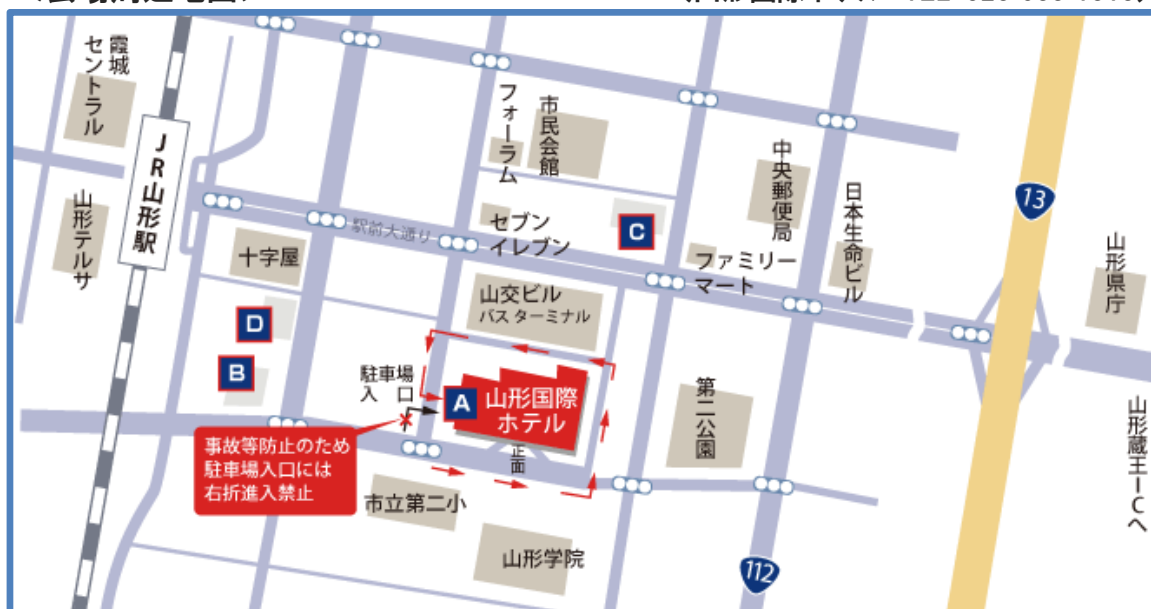 霞城
セントラル
JR山形駅
山形テルサ
フォーラム
市民会館
中央郵便局
日本生命ビル
13
山形県庁
駅前大通り
セブン
イレブン
C
ファミリー
マート
十字屋
山交ビル
バスターミナル
D
B
駐車場
入口
A
山形国際
ホテル
正面
第二公園
事故等防止のため
駐車場入口には
右折進入禁止
市立第二小
山形学院
112
山形蔵王ICへ